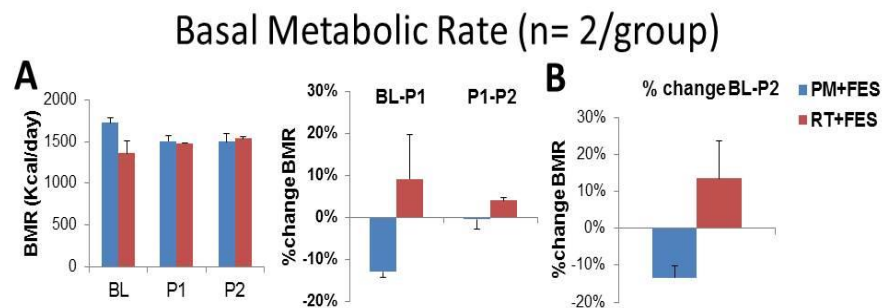 Basal Metabolic Rate (n= 2/group)
A
BMR (Kcal/day)
2000
1500
1000
500
0
BL
P1
P2
%change BMR
30%
20%
10%
0%
-10%
-20%
BL-P1
P1-P2
B
% change BL-P2
%change BMR
30%
20%
10%
0%
-10%
-20%
PM+FES
RT+FES